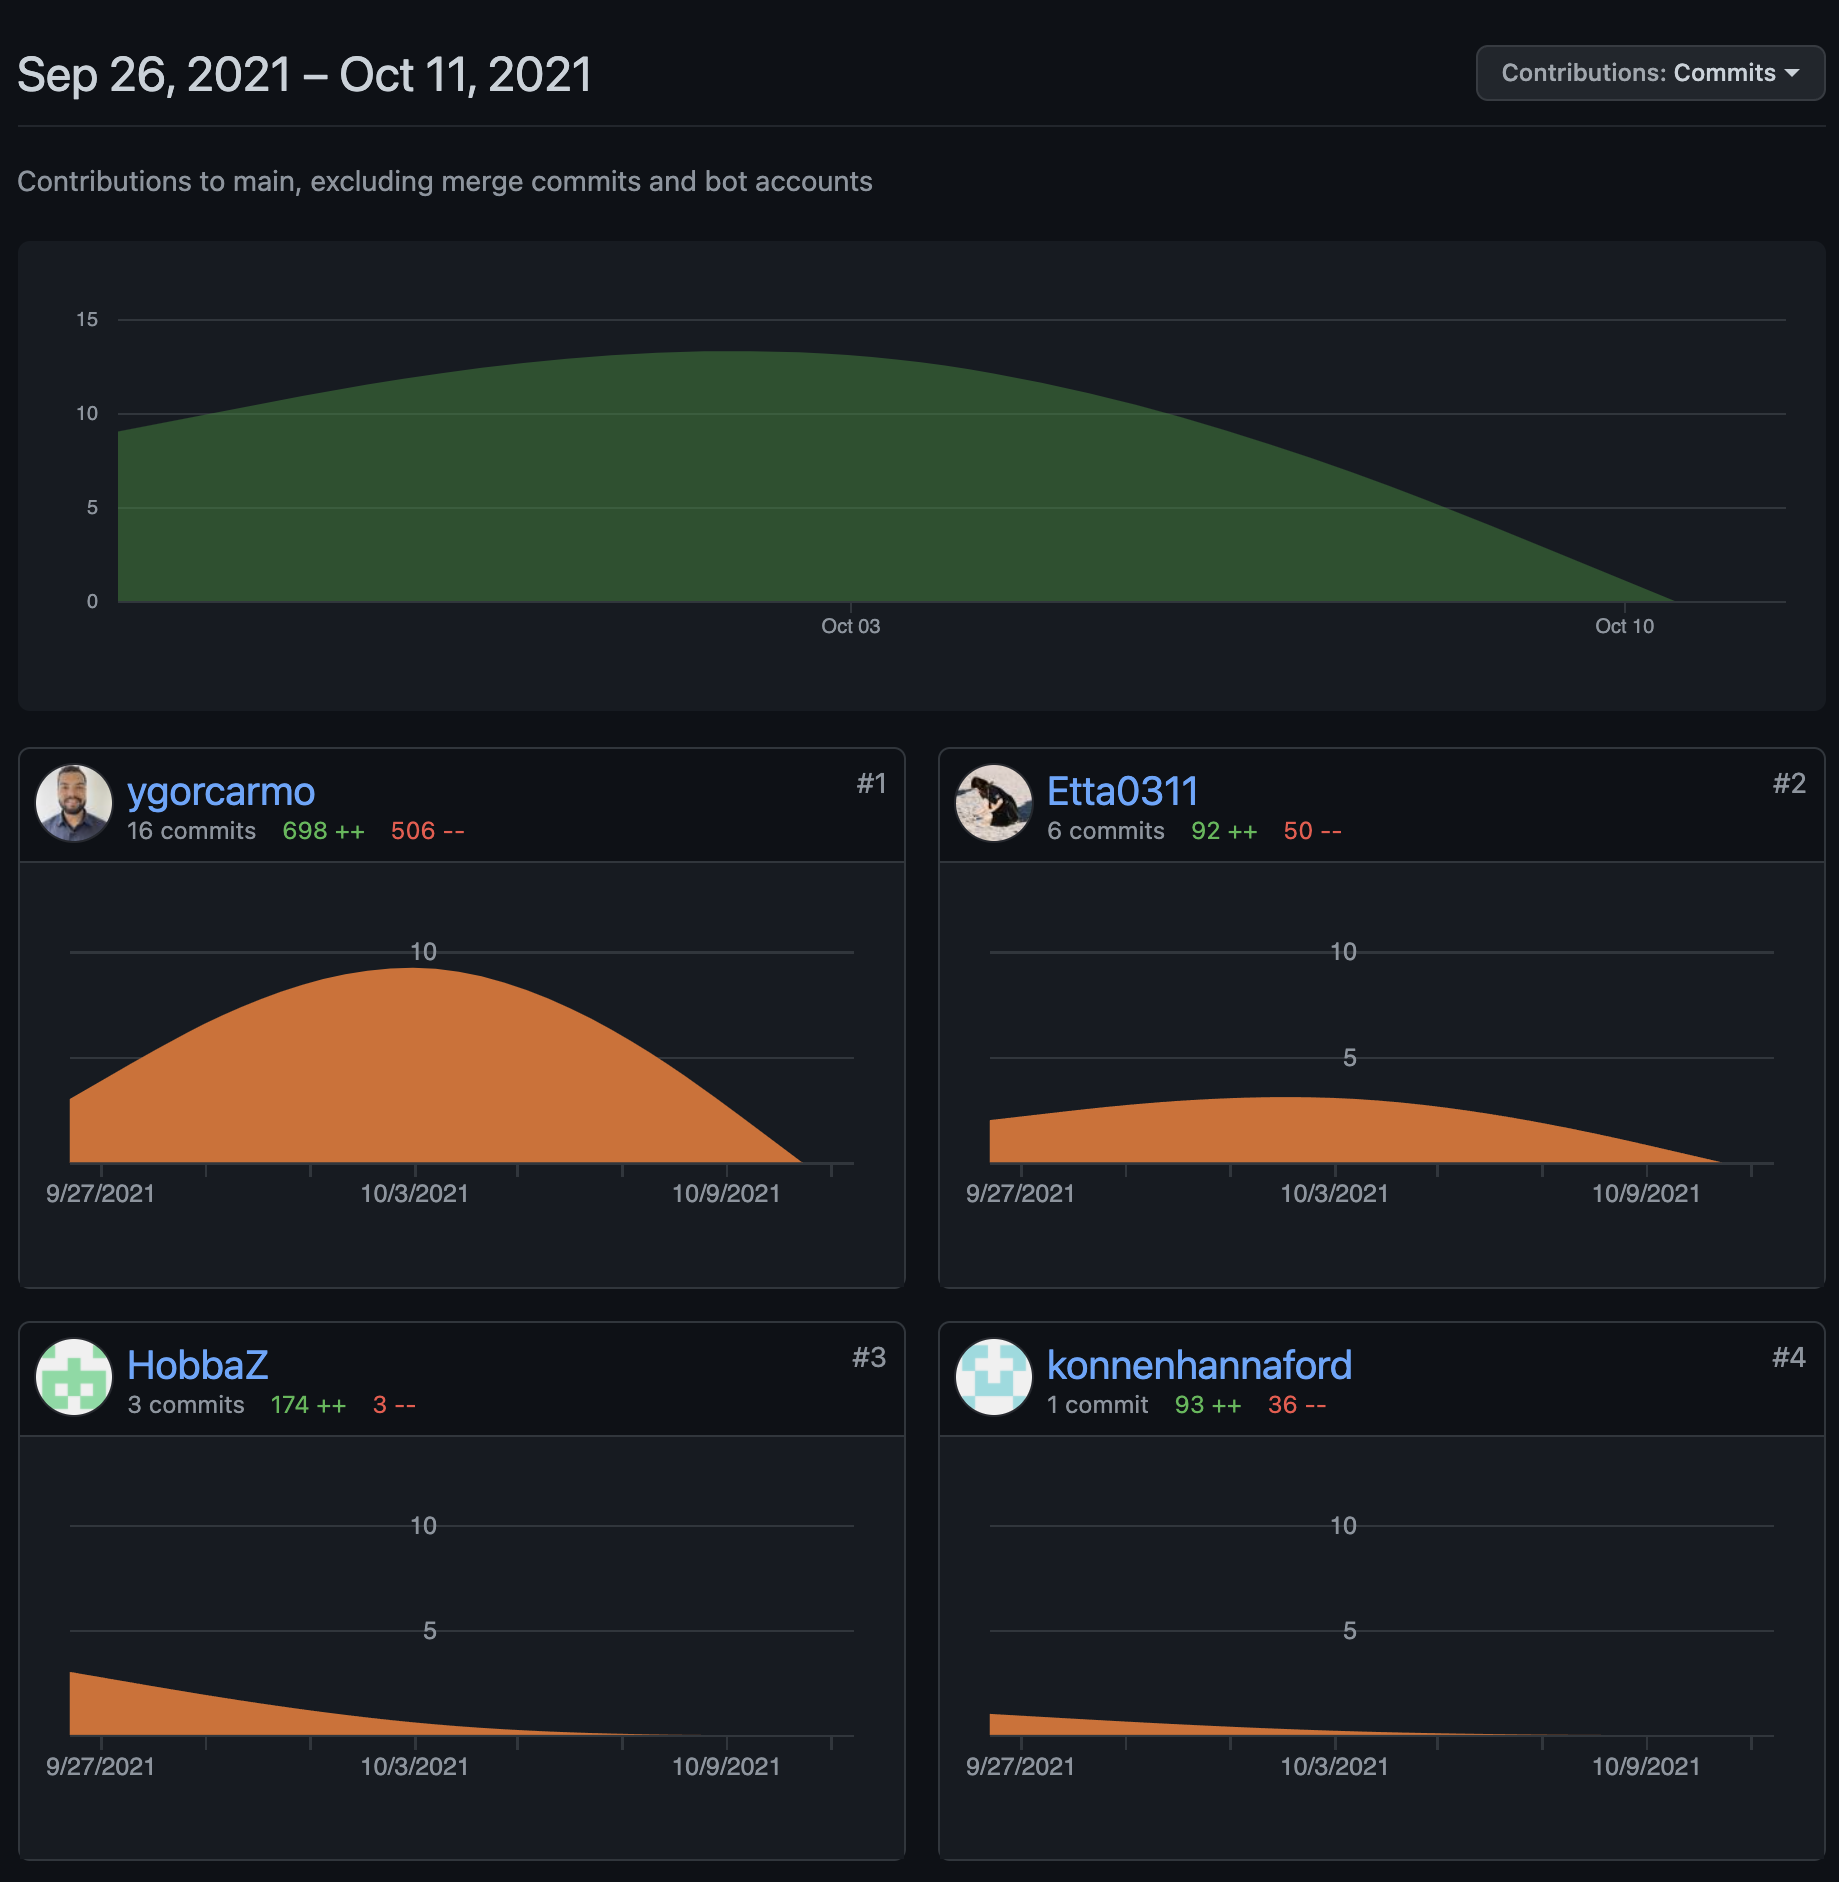 Sep 26, 2021 – Oct 11, 2021
Contributions: Commits
Contributions to main, excluding merge commits and bot accounts
15
10
5
0
Oct 03 Oct 10
ygorcarmo #1
16 commits 698 ++ 506 --
10
9/27/2021 10/3/2021 10/9/2021
Etta0311 #2
6 commits 92 ++ 50 --
10
5
9/27/2021 10/3/2021 10/9/2021
HobbaZ #3
3 commits 174 ++ 3 --
10
5
9/27/2021 10/3/2021 10/9/2021
konnenhannaford #4
1 commit 93 ++ 36 --
10
5
9/27/2021 10/3/2021 10/9/2021